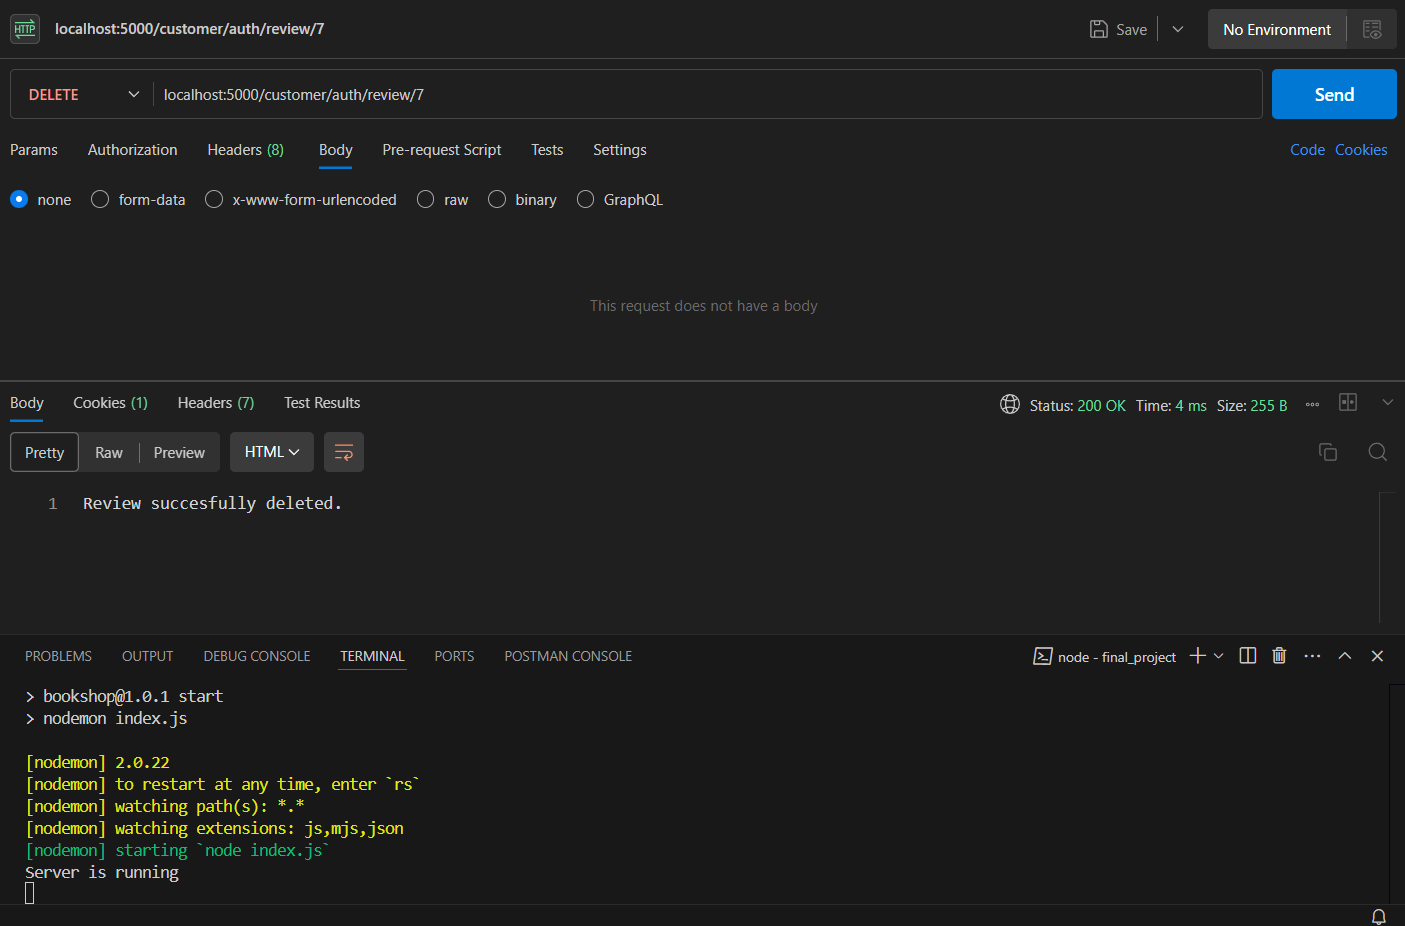 HTTP localhost:5000/customer/auth/review/7 Save No Environment
DELETE localhost:5000/customer/auth/review/7 Send
Params Authorization Headers (8) Body Pre-request Script Tests Settings Code Cookies
none form-data x-www-form-urlencoded raw binary GraphQL
This request does not have a body
Body Cookies (1) Headers (7) Test Results Status: 200 OK Time: 4 ms Size: 255 B
Pretty Raw Preview HTML
1 Review succesfully deleted.
PROBLEMS OUTPUT DEBUG CONSOLE TERMINAL PORTS POSTMAN CONSOLE node - final_project
> bookshop@1.0.1 start
> nodemon index.js
[nodemon] 2.0.22
[nodemon] to restart at any time, enter `rs`
[nodemon] watching path(s): *.*
[nodemon] watching extensions: js,mjs,json
[nodemon] starting `node index.js`
Server is running